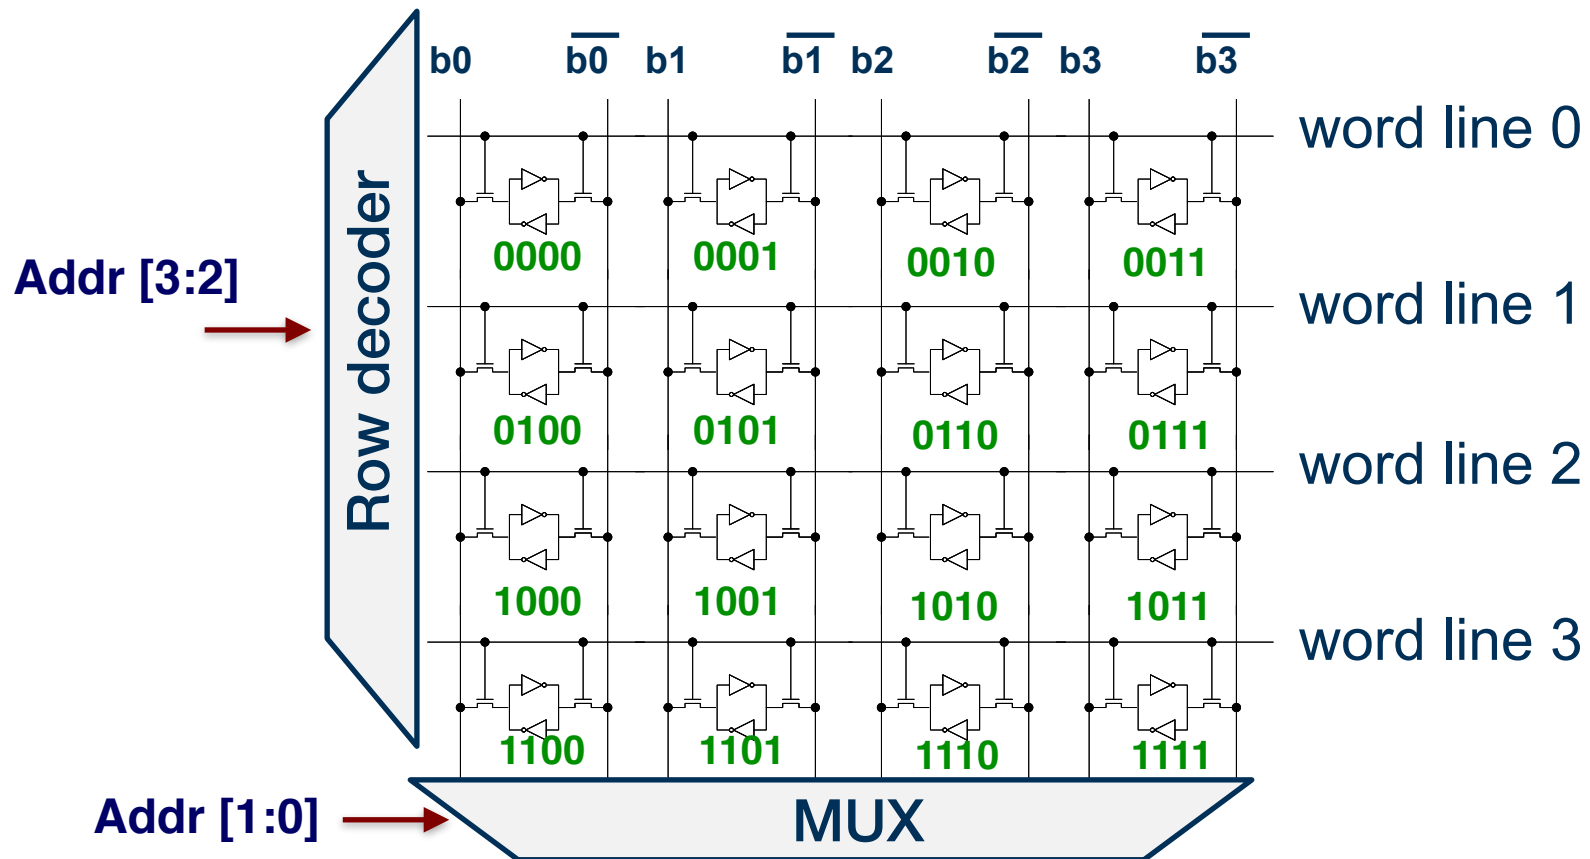 b0 b0 b1 b1 b2 b2 b3 b3
word line 0
0000 0001 0010 0011
Addr [3:2]
Row decoder
word line 1
0100 0101 0110 0111
word line 2
1000 1001 1010 1011
word line 3
1100 1101 1110 1111
Addr [1:0]
MUX